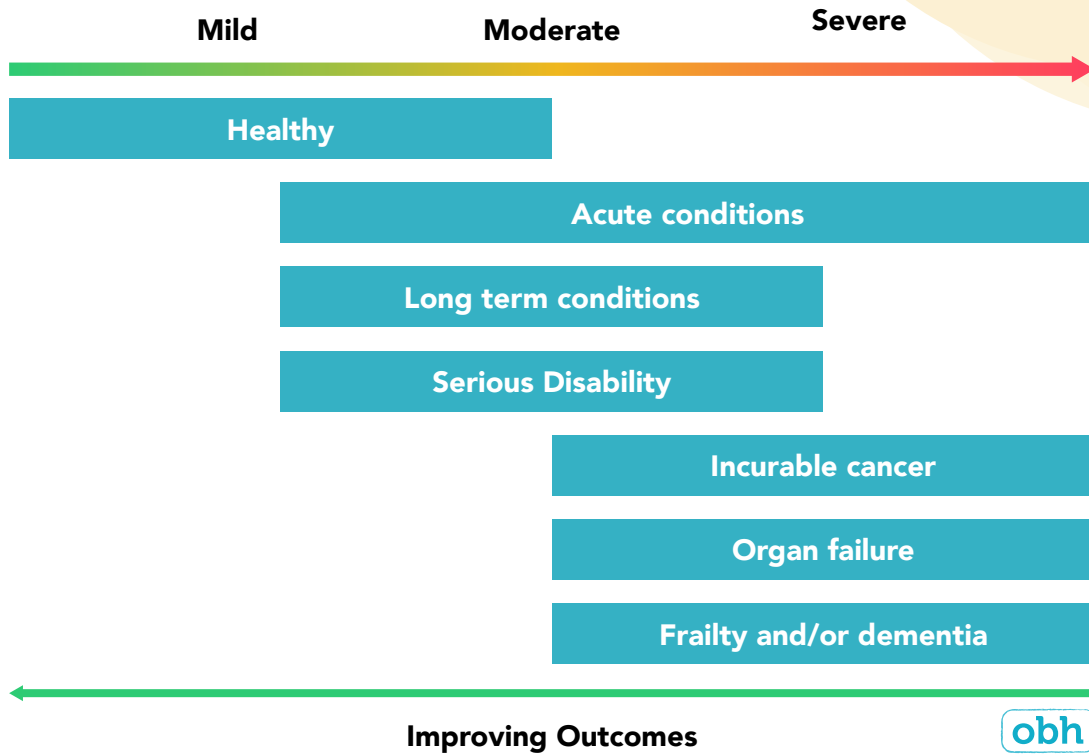 Mild Moderate Severe
Healthy
Acute conditions
Long term conditions
Serious Disability
Incurable cancer
Organ failure
Frailty and/or dementia
Improving Outcomes
obh